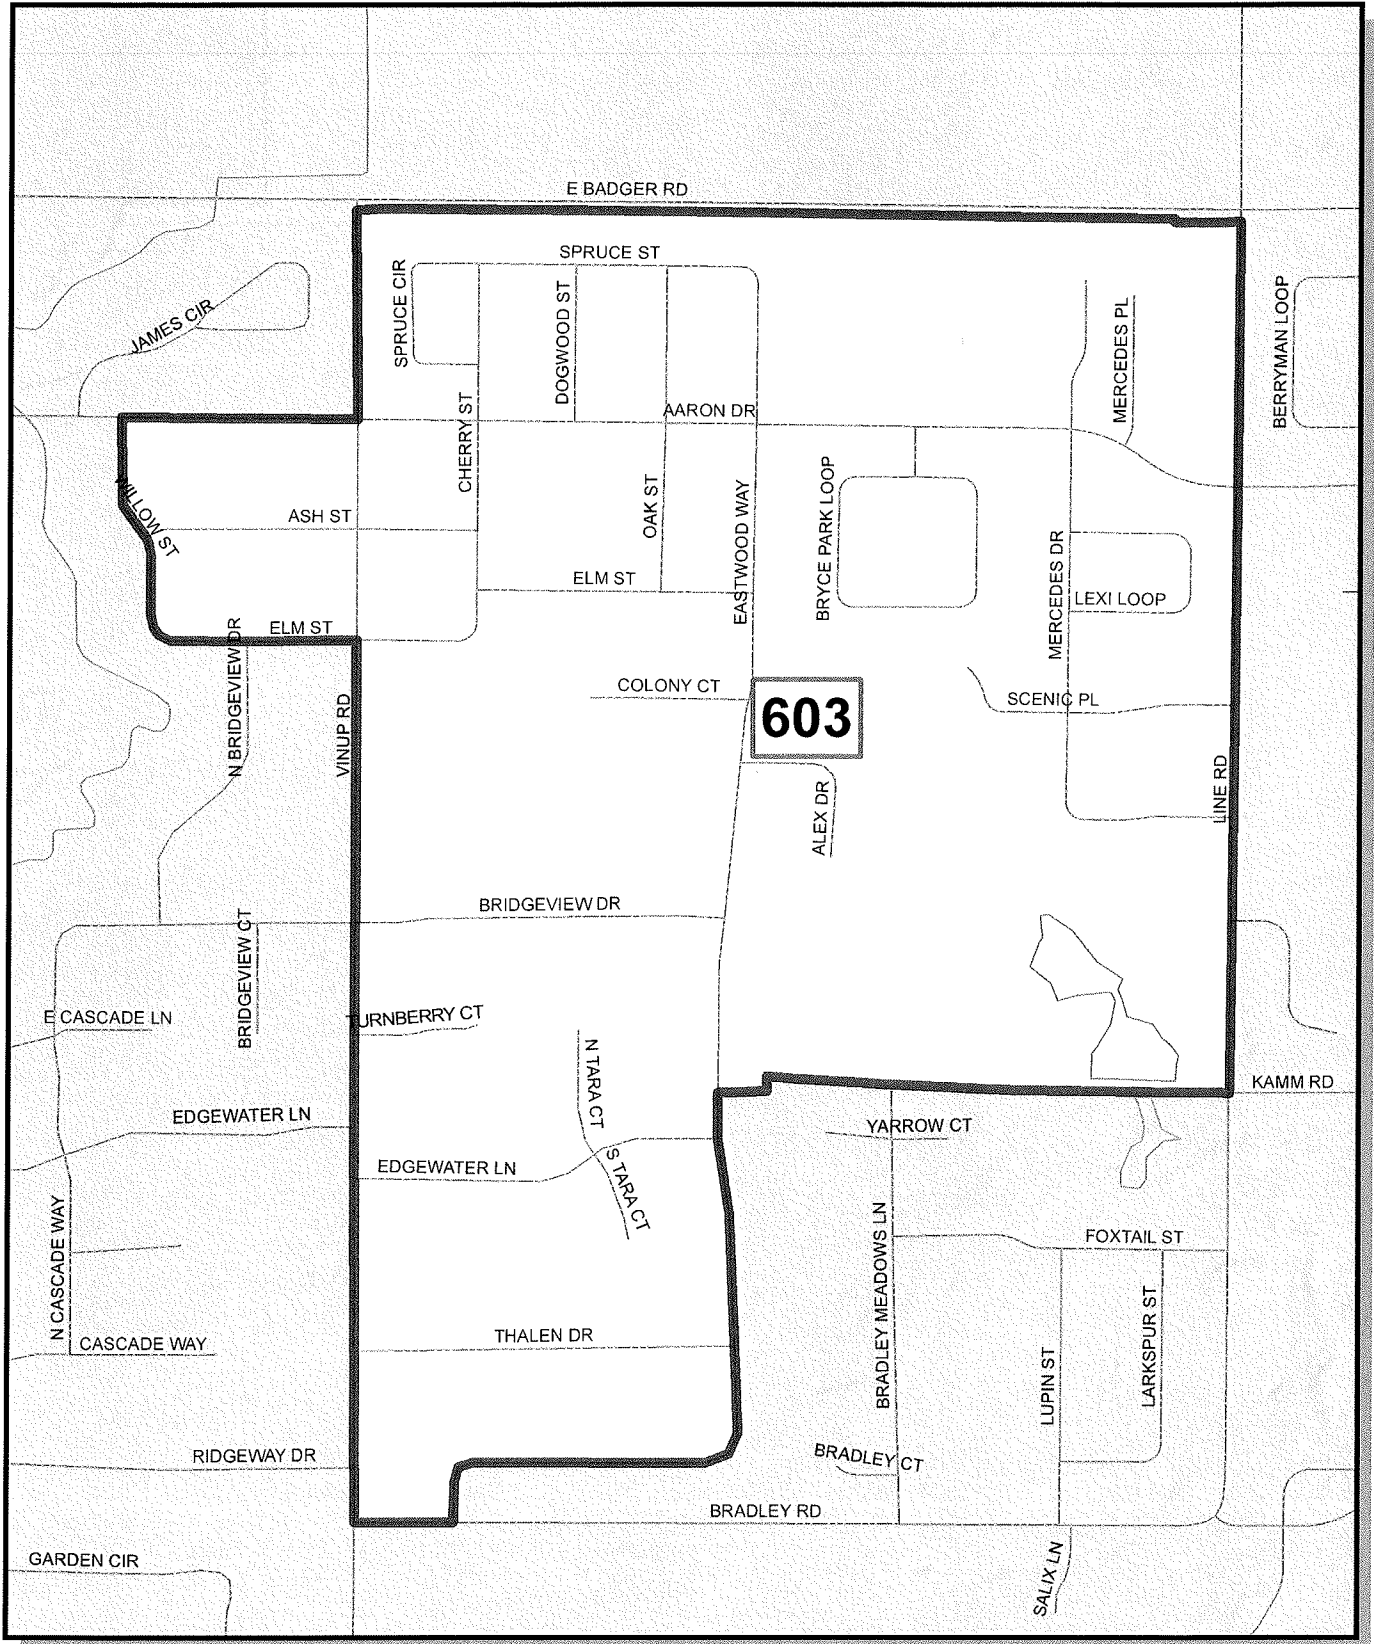 E BADGER RD
SPRUCE ST
SPRUCE CIR
DOGWOOD ST
MERCEDES PL
BERRYMAN LOOP
JAMES CIR
CHERRY ST
AARON DR
WILLOW ST
ASH ST
OAK ST
EASTWOOD WAY
BRYCE PARK LOOP
MERCEDES DR
ELM ST
LEXI LOOP
ELM ST
N BRIDGEVIEW DR
VINUP RD
COLONY CT
603
SCENIC PL
ALEX DR
LINE RD
BRIDGEVIEW DR
BRIDGEVIEW CT
E CASCADE LN
TURNBERRY CT
N TARA CT
KAMM RD
EDGEWATER LN
YARROW CT
EDGEWATER LN
S TARA CT
N CASCADE WAY
BRADLEY MEADOWS LN
FOXTAIL ST
CASCADE WAY
THALEN DR
LUPIN ST
LARKSPUR ST
RIDGEWAY DR
BRADLEY CT
BRADLEY RD
GARDEN CIR
SALIX LN